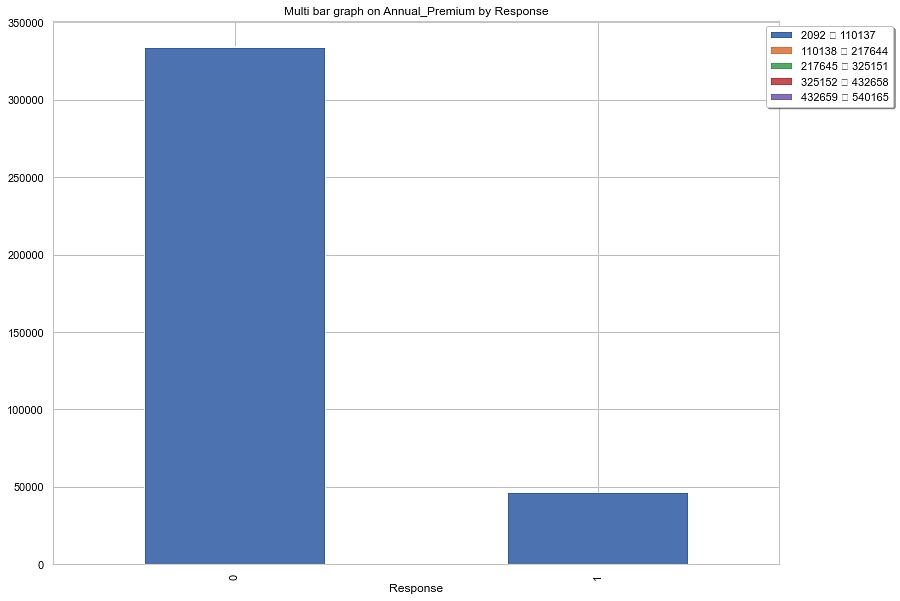 Multi bar graph on Annual_Premium by Response
350000
300000
250000
200000
150000
100000
50000
0
0
1
Response
2092 □ 110137
110138 □ 217644
217645 □ 325151
325152 □ 432658
432659 □ 540165